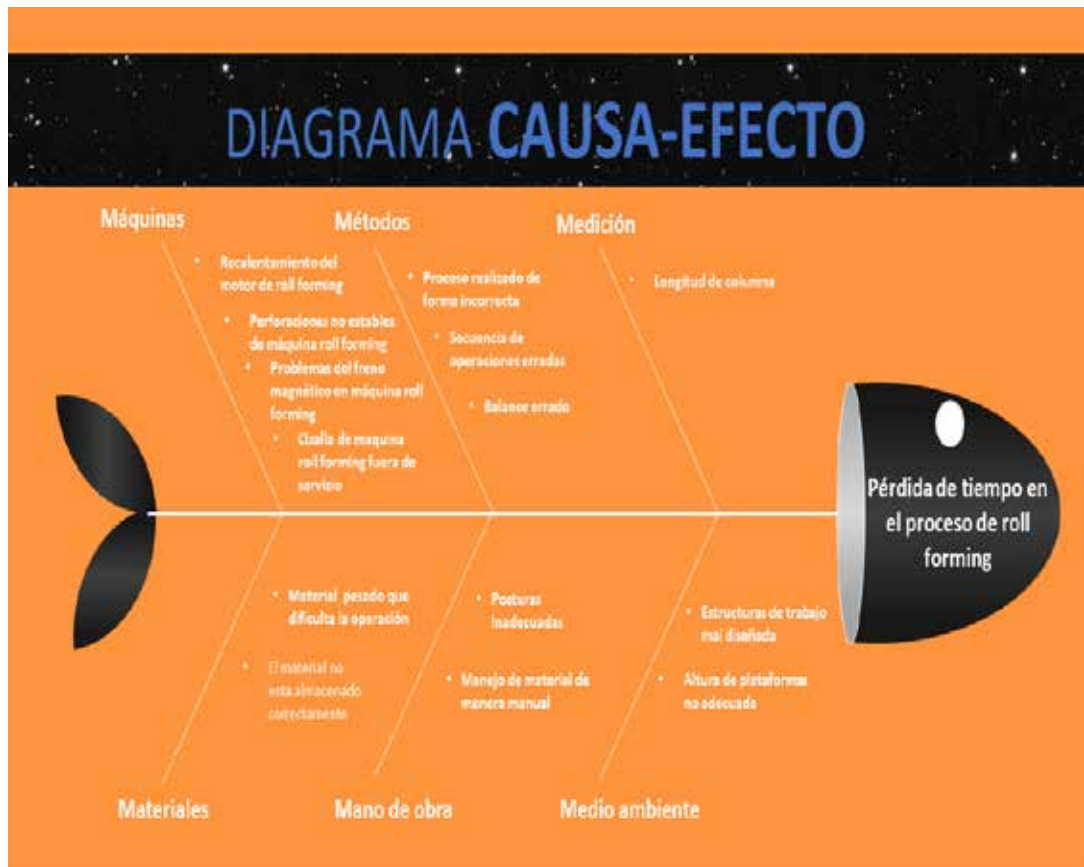 DIAGRAMA CAUSA-EFECTO
Máquinas
Métodos
Medición
• Recalentamiento del
motor de roll forming
• Perforaciones no estables
de máquina roll forming
• Problemas del freno
magnético en máquina roll
forming
• Cizalla de maquina
roll forming fuera de
servicio
• Proceso realizado de
forma incorrecta
• Secuencia de
operaciones erradas
• Balance errado
• Longitud de columna
Pérdida de tiempo en
el proceso de roll
forming
• Material pesado que
dificulta la operación
• El material no
esta almacenado
correctamente
• Posturas
inadecuadas
• Manejo de material de
manera manual
• Estructuras de trabajo
mal diseñada
• Altura de plataformas
no adecuado
Materiales
Mano de obra
Medio ambiente